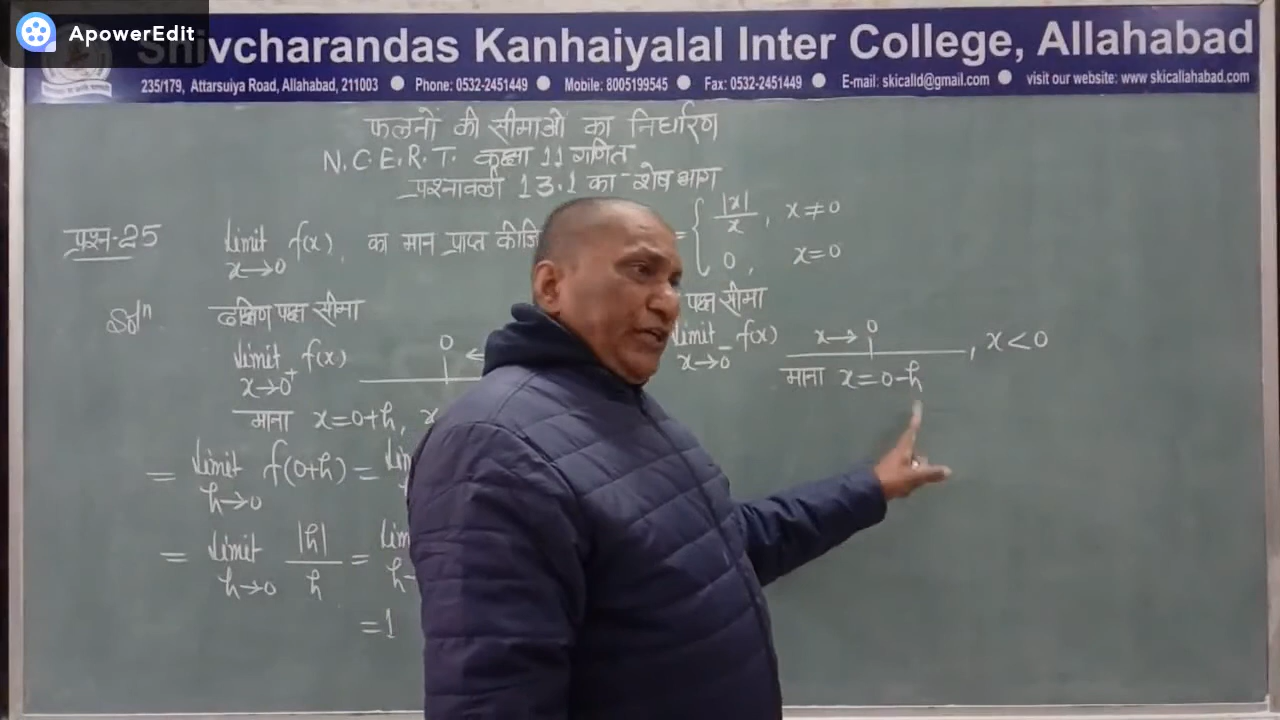 ApowerEdit
Shivcharandas Kanhaiyalal Inter College, Allahabad
235/179, Attarsuiya Road, Allahabad, 211003 ● Phone: 0532-2451449 ● Mobile: 8005199545 ● Fax: 0532-2451449 ● E-mail: skicalld@gmail.com ● visit our website: www.skicallahabad.com
फलनों की सीमाओं का निर्धारण
N.C.E.R.T. कक्षा 11 गणित
प्रश्नावली 13.1 का शेष भाग
प्रश्न-25 limit x→0 f(x), का मान प्राप्त कीजि = { |x|/x, x≠0
0, x=0
Solⁿ दक्षिण पक्ष सीमा
limit x→0⁺ f(x) 0 ←
माना x=0+h, x
= limit h→0 f(0+h) =
= limit h→0 |h|/h = limit h→
=1
पक्ष सीमा
limit x→0⁻ f(x) x→ 0 , x<0
माना x=0-h